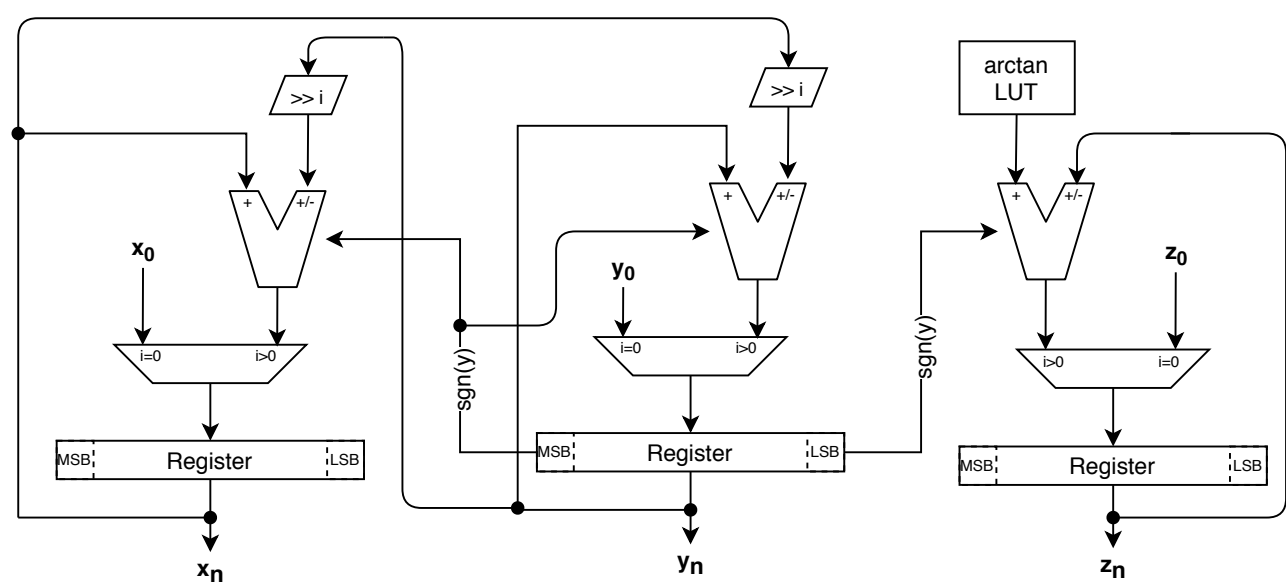 >> i
>> i
arctan
LUT
+
+/-
+
+/-
+
+/-
x0
y0
z0
i=0
i>0
i=0
i>0
i>0
i=0
sgn(y)
sgn(y)
MSB
Register
LSB
MSB
Register
LSB
MSB
Register
LSB
xn
yn
zn